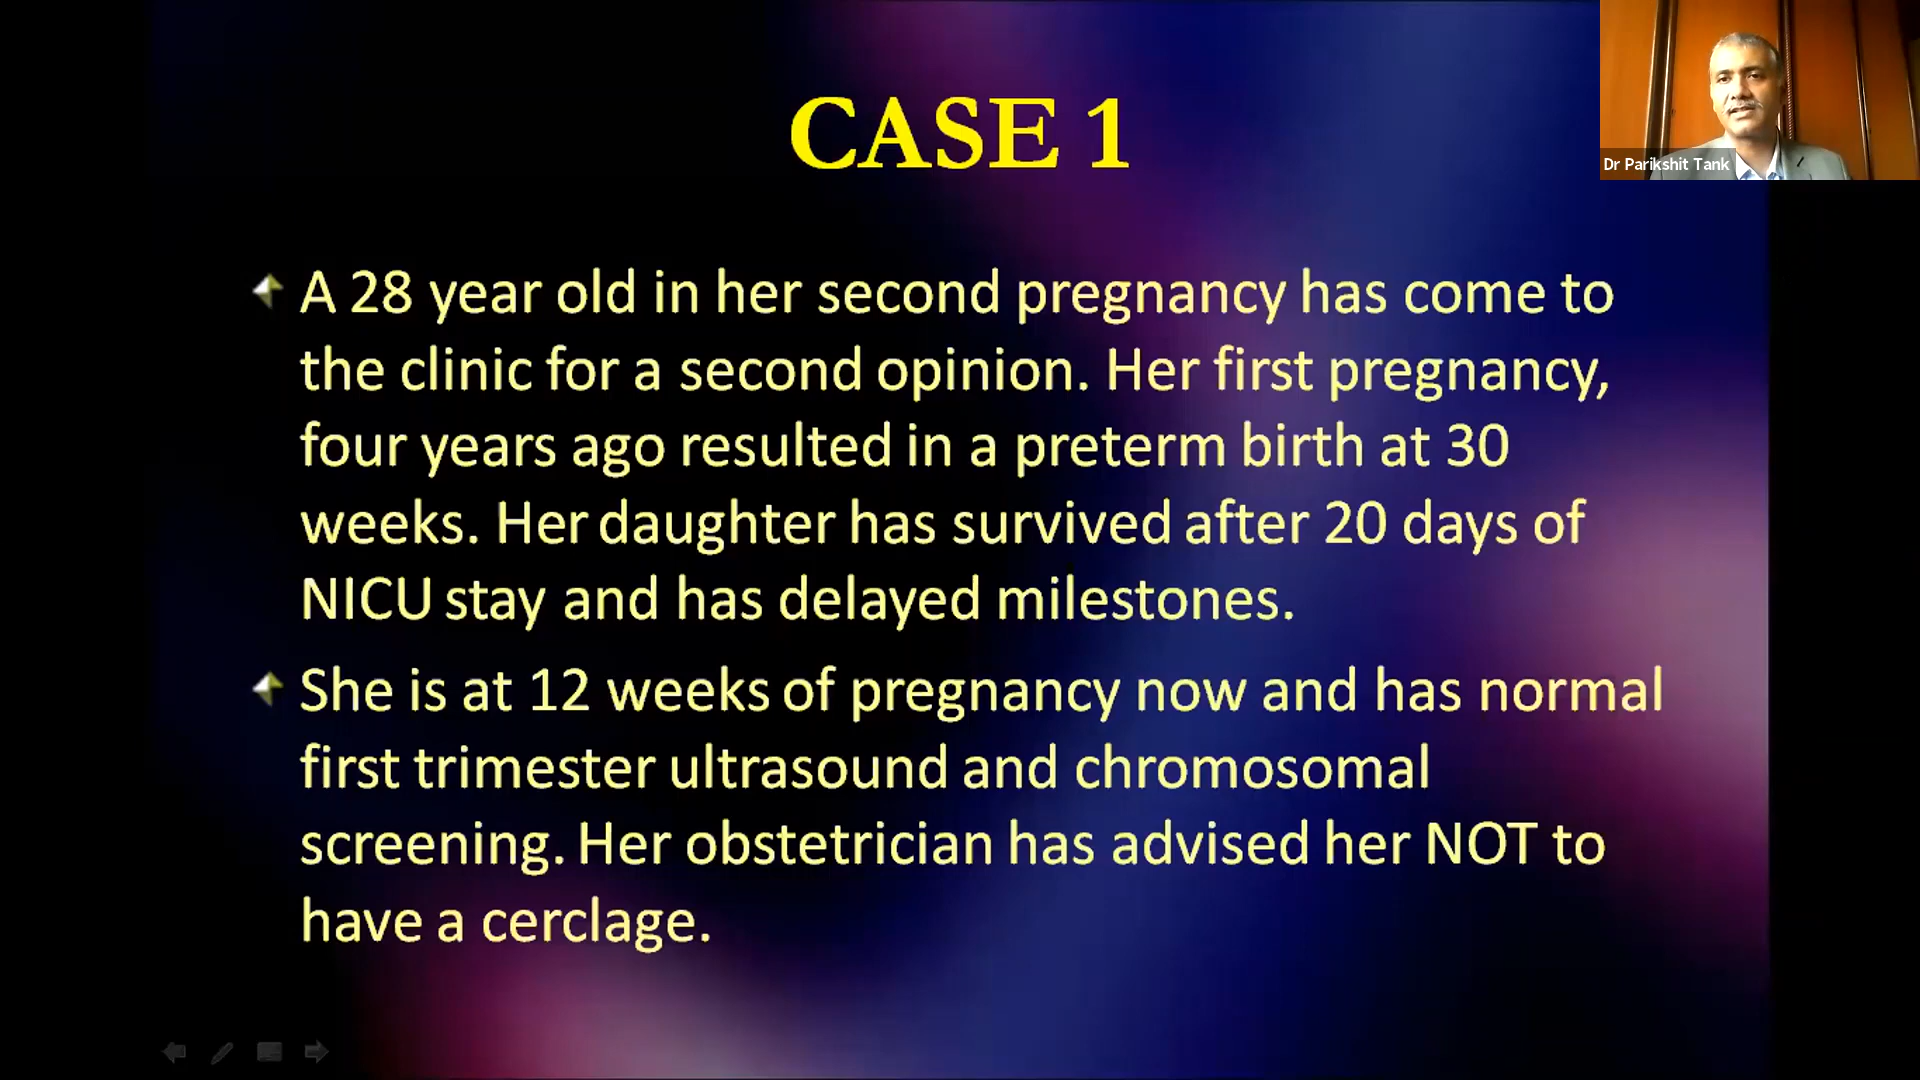 CASE 1
Dr Parikshit Tank
A 28 year old in her second pregnancy has come to
the clinic for a second opinion. Her first pregnancy,
four years ago resulted in a preterm birth at 30
weeks. Her daughter has survived after 20 days of
NICU stay and has delayed milestones.
She is at 12 weeks of pregnancy now and has normal
first trimester ultrasound and chromosomal
screening. Her obstetrician has advised her NOT to
have a cerclage.